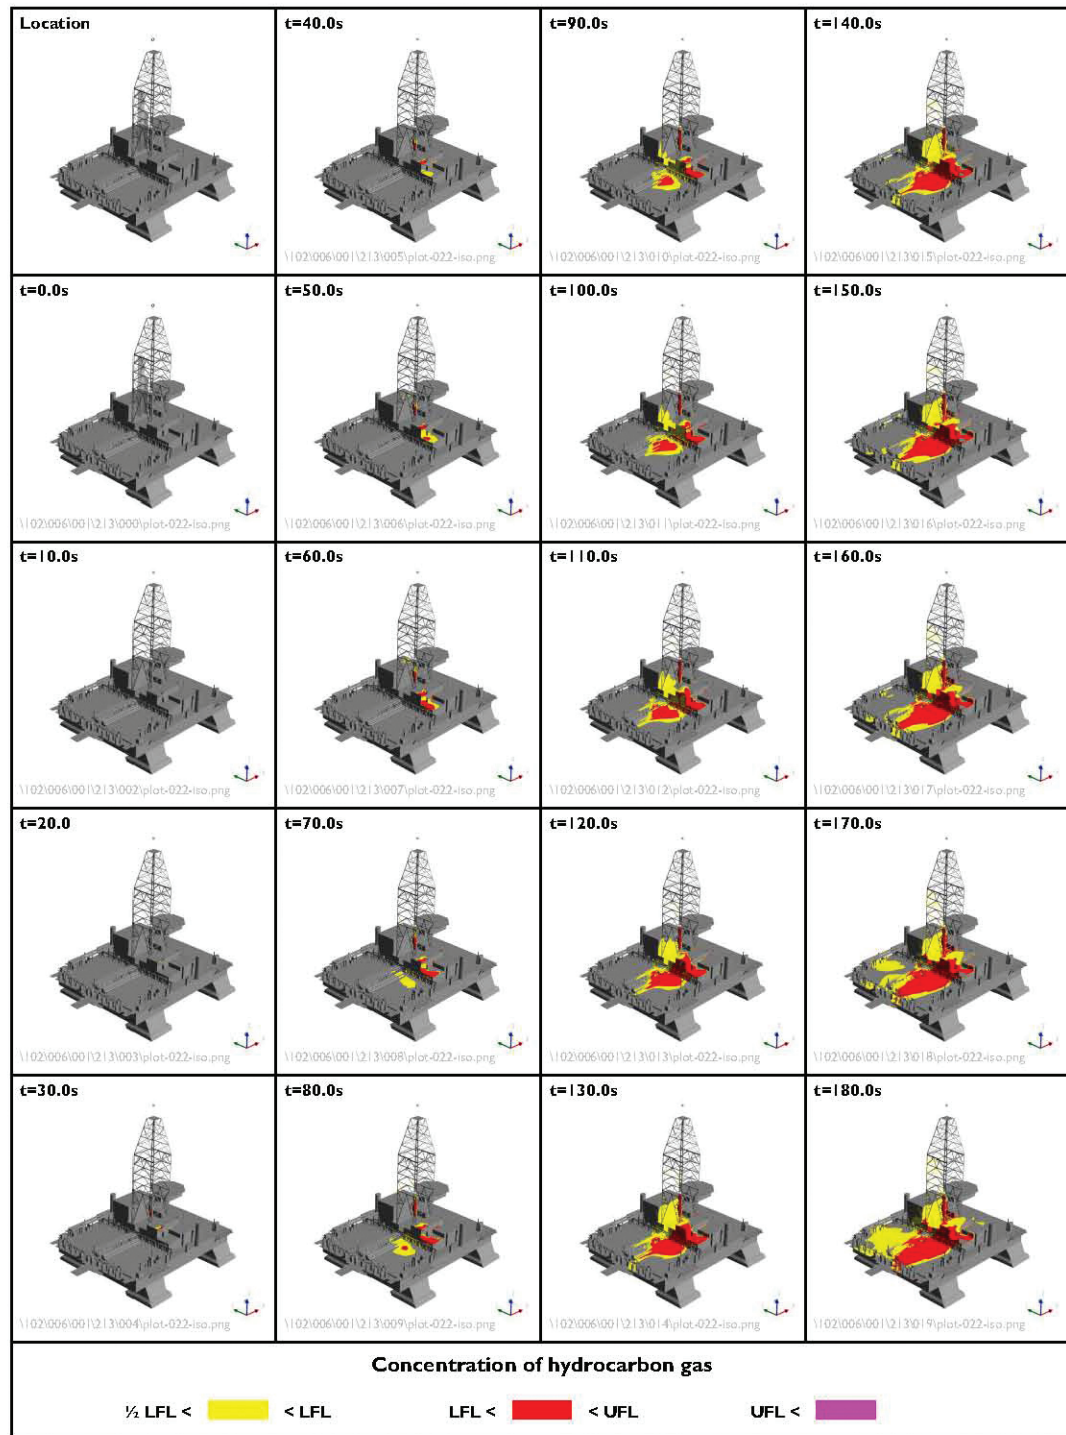 Location
t=40.0s
t=90.0s
t=140.0s
\102\006\001\213\005\plot-022-iso.png
\102\006\001\213\010\plot-022-iso.png
\102\006\001\213\015\plot-022-iso.png
t=0.0s
t=50.0s
t=100.0s
t=150.0s
\102\006\001\213\000\plot-022-iso.png
\102\006\001\213\006\plot-022-iso.png
\102\006\001\213\011\plot-022-iso.png
\102\006\001\213\016\plot-022-iso.png
t=10.0s
t=60.0s
t=110.0s
t=160.0s
\102\006\001\213\002\plot-022-iso.png
\102\006\001\213\007\plot-022-iso.png
\102\006\001\213\012\plot-022-iso.png
\102\006\001\213\017\plot-022-iso.png
t=20.0
t=70.0s
t=120.0s
t=170.0s
\102\006\001\213\003\plot-022-iso.png
\102\006\001\213\008\plot-022-iso.png
\102\006\001\213\013\plot-022-iso.png
\102\006\001\213\018\plot-022-iso.png
t=30.0s
t=80.0s
t=130.0s
t=180.0s
\102\006\001\213\004\plot-022-iso.png
\102\006\001\213\009\plot-022-iso.png
\102\006\001\213\014\plot-022-iso.png
\102\006\001\213\019\plot-022-iso.png
Concentration of hydrocarbon gas
½ LFL < < LFL
LFL < < UFL
UFL <